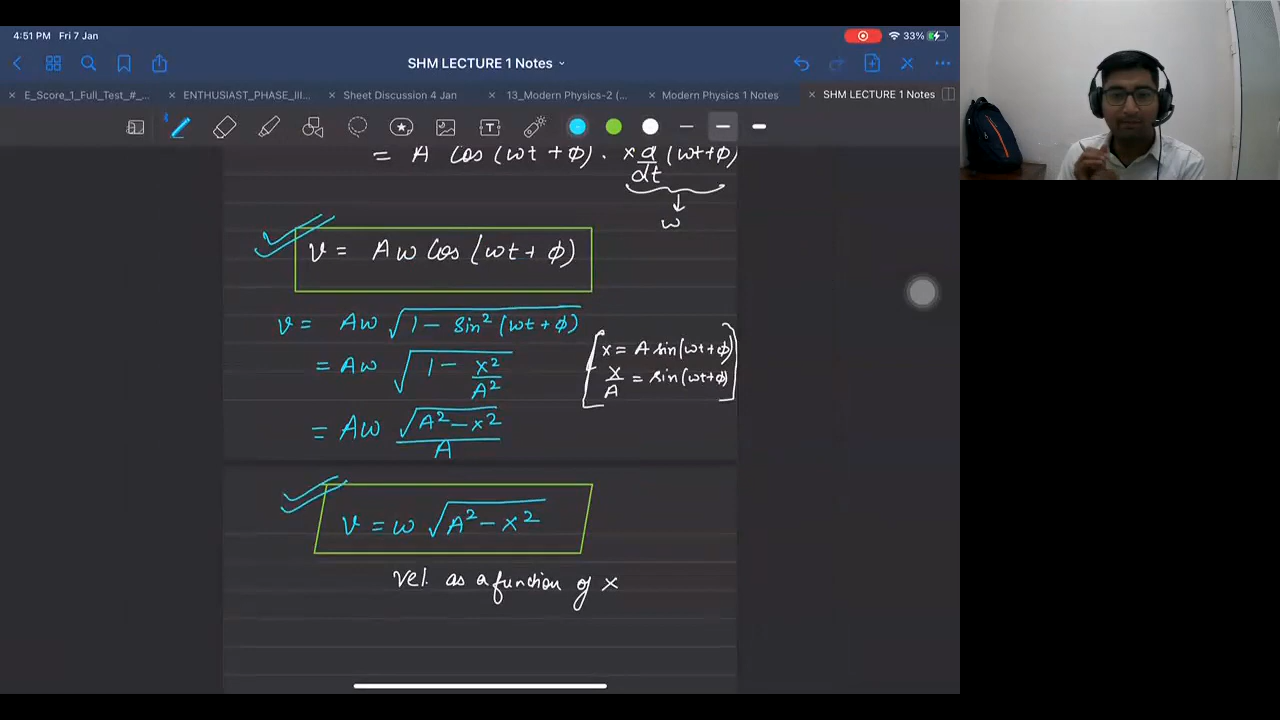 4:51 PM Fri 7 Jan
33%
SHM LECTURE 1 Notes
E_Score_1_Full_Test_#_...
ENTHUSIAST_PHASE_III...
Sheet Discussion 4 Jan
13_Modern Physics-2 (...
Modern Physics 1 Notes
SHM LECTURE 1 Notes
= A Cos (ωt + ϕ) · x d/dt (ωt+ϕ)
ω
v = Aω Cos (ωt + ϕ)
v = Aω √(1 − sin² (ωt + ϕ))
= Aω √(1 − x²/A²)
[x = A sin(ωt+ϕ)
x/A = sin(ωt+ϕ)]
= Aω √(A² − x²)/A
v = ω √(A² − x²)
Vel. as a function of x